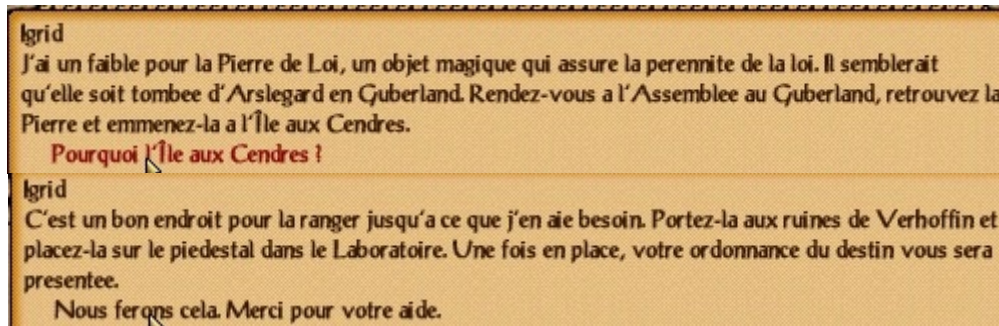 Igrid
J'ai un faible pour la Pierre de Loi, un objet magique qui assure la perennite de la loi. Il semblerait
qu'elle soit tombee d'Arslegard en Guberland. Rendez-vous a l'Assemblee au Guberland, retrouvez la
Pierre et emmenez-la a l'Île aux Cendres.
Pourquoi l'Île aux Cendres ?
Igrid
C'est un bon endroit pour la ranger jusqu'a ce que j'en aie besoin. Portez-la aux ruines de Verhoffin et
placez-la sur le piedestal dans le Laboratoire. Une fois en place, votre ordonnance du destin vous sera
presentee.
Nous ferons cela. Merci pour votre aide.